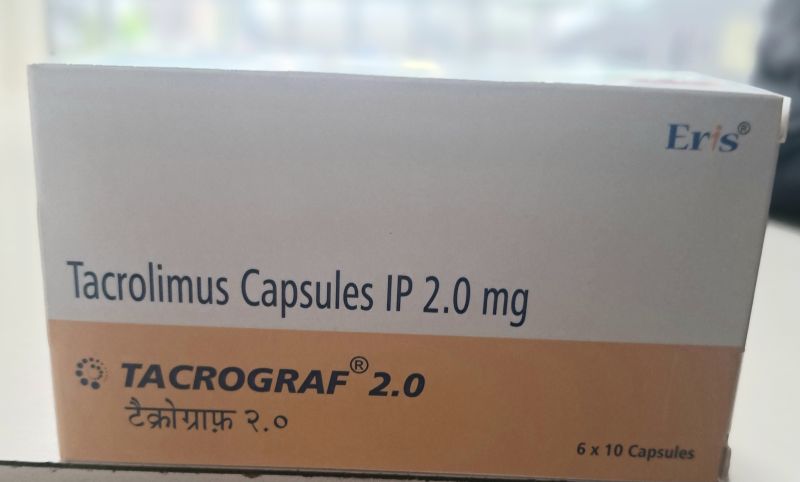 Eris®
Tacrolimus Capsules IP 2.0 mg
TACROGRAF® 2.0
टैक्रोग्राफ़ २.०
6 x 10 Capsules